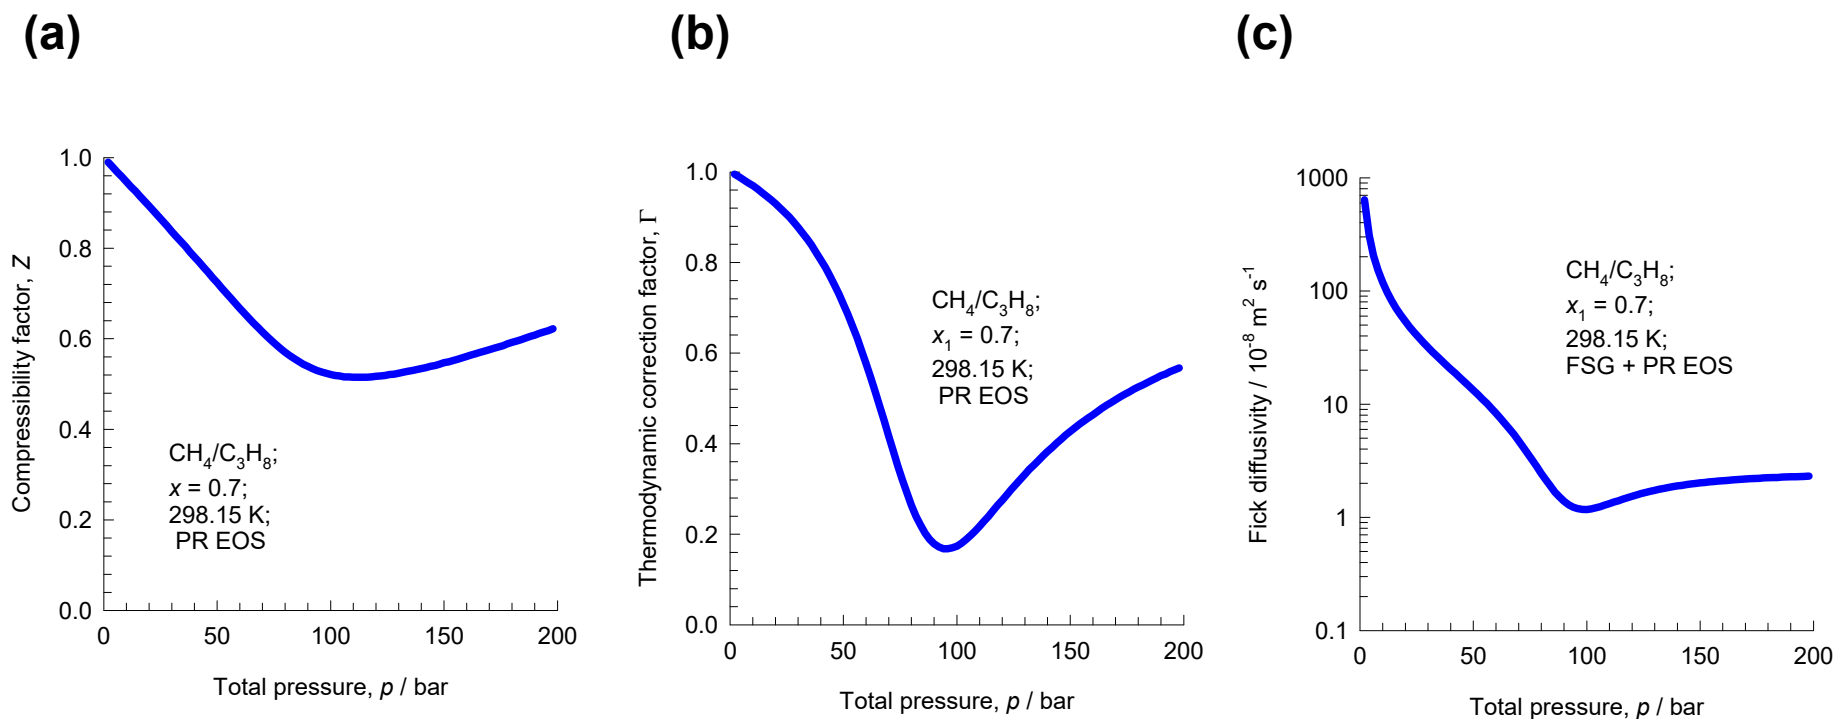 (a)
(b)
(c)
1.0
0.8
0.6
0.4
0.2
0.0
0
50
100
150
200
Compressibility factor, Z
Total pressure, p / bar
CH4/C3H8;
x = 0.7;
298.15 K;
PR EOS
1.0
0.8
0.6
0.4
0.2
0.0
0
50
100
150
200
Thermodynamic correction factor, Γ
Total pressure, p / bar
CH4/C3H8;
x1 = 0.7;
298.15 K;
PR EOS
1000
100
10
1
0.1
0
50
100
150
200
Fick diffusivity / 10-8 m2 s-1
Total pressure, p / bar
CH4/C3H8;
x1 = 0.7;
298.15 K;
FSG + PR EOS